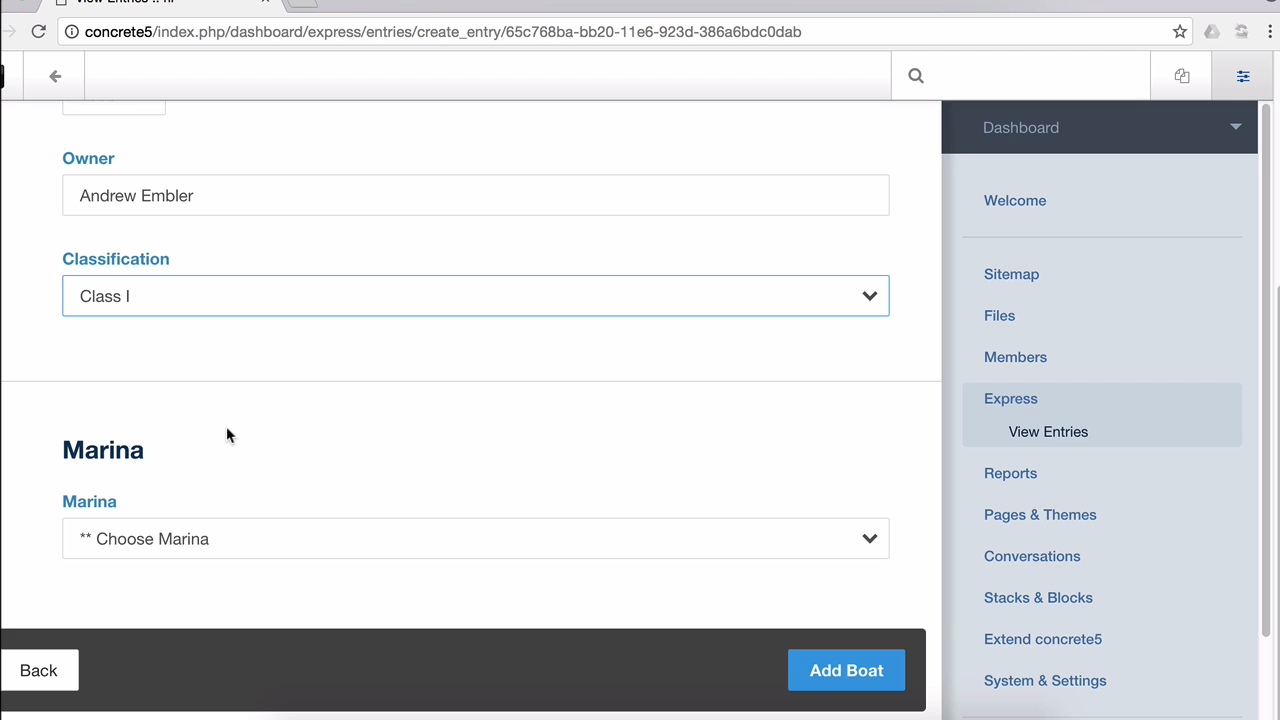 concrete5/index.php/dashboard/express/entries/create_entry/65c768ba-bb20-11e6-923d-386a6bdc0dab
Dashboard
Owner
Andrew Embler
Classification
Class I
Marina
Marina
** Choose Marina
Back
Add Boat
Welcome
Sitemap
Files
Members
Express
View Entries
Reports
Pages & Themes
Conversations
Stacks & Blocks
Extend concrete5
System & Settings